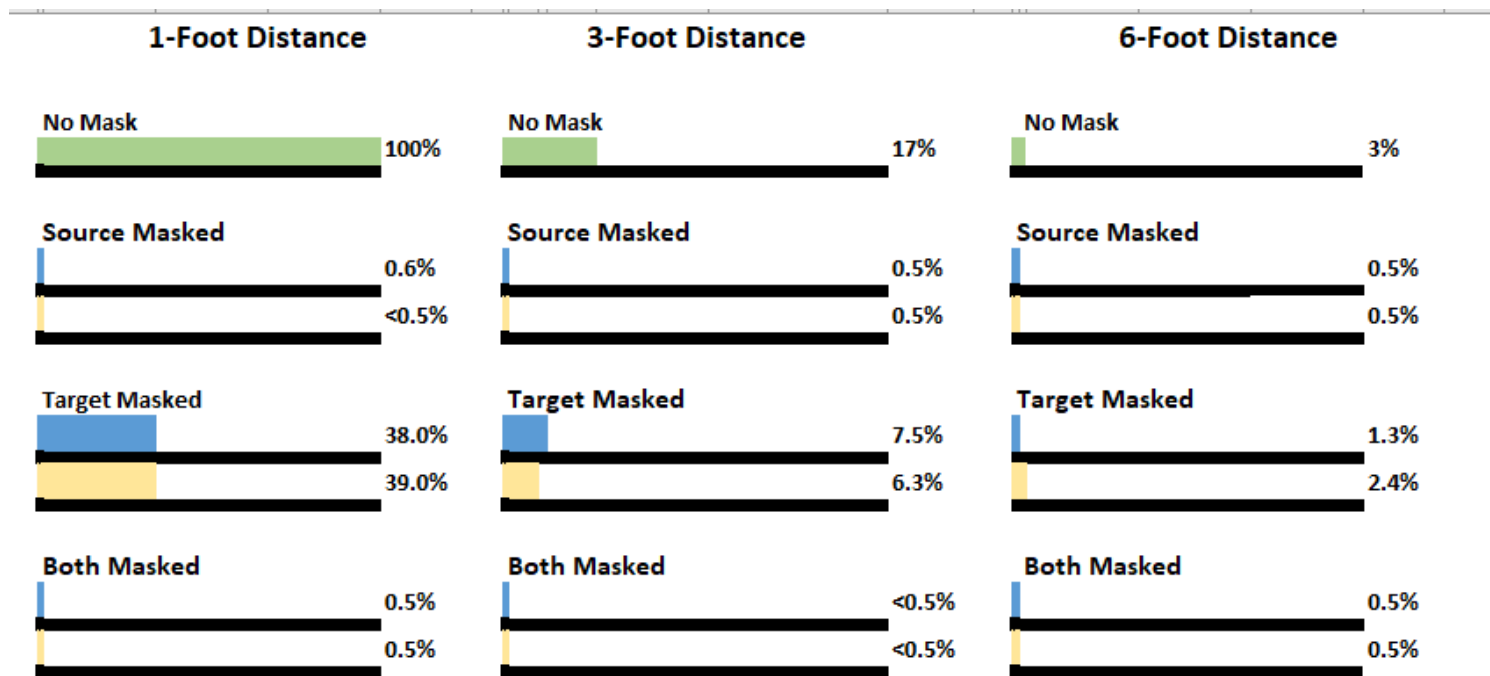 1-Foot Distance 3-Foot Distance 6-Foot Distance
No Mask No Mask No Mask
100% 17% 3%
Source Masked Source Masked Source Masked
0.6% 0.5% 0.5%
<0.5% 0.5% 0.5%
Target Masked Target Masked Target Masked
38.0% 7.5% 1.3%
39.0% 6.3% 2.4%
Both Masked Both Masked Both Masked
0.5% <0.5% 0.5%
0.5% <0.5% 0.5%